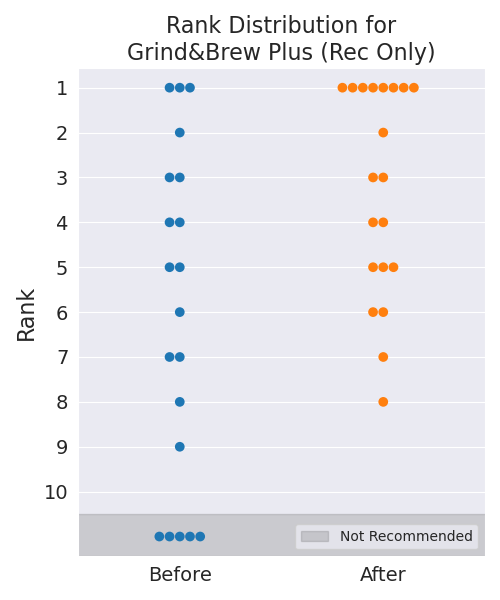 Rank Distribution for
Grind&Brew Plus (Rec Only)
Rank
1
2
3
4
5
6
7
8
9
10
Not Recommended
Before
After